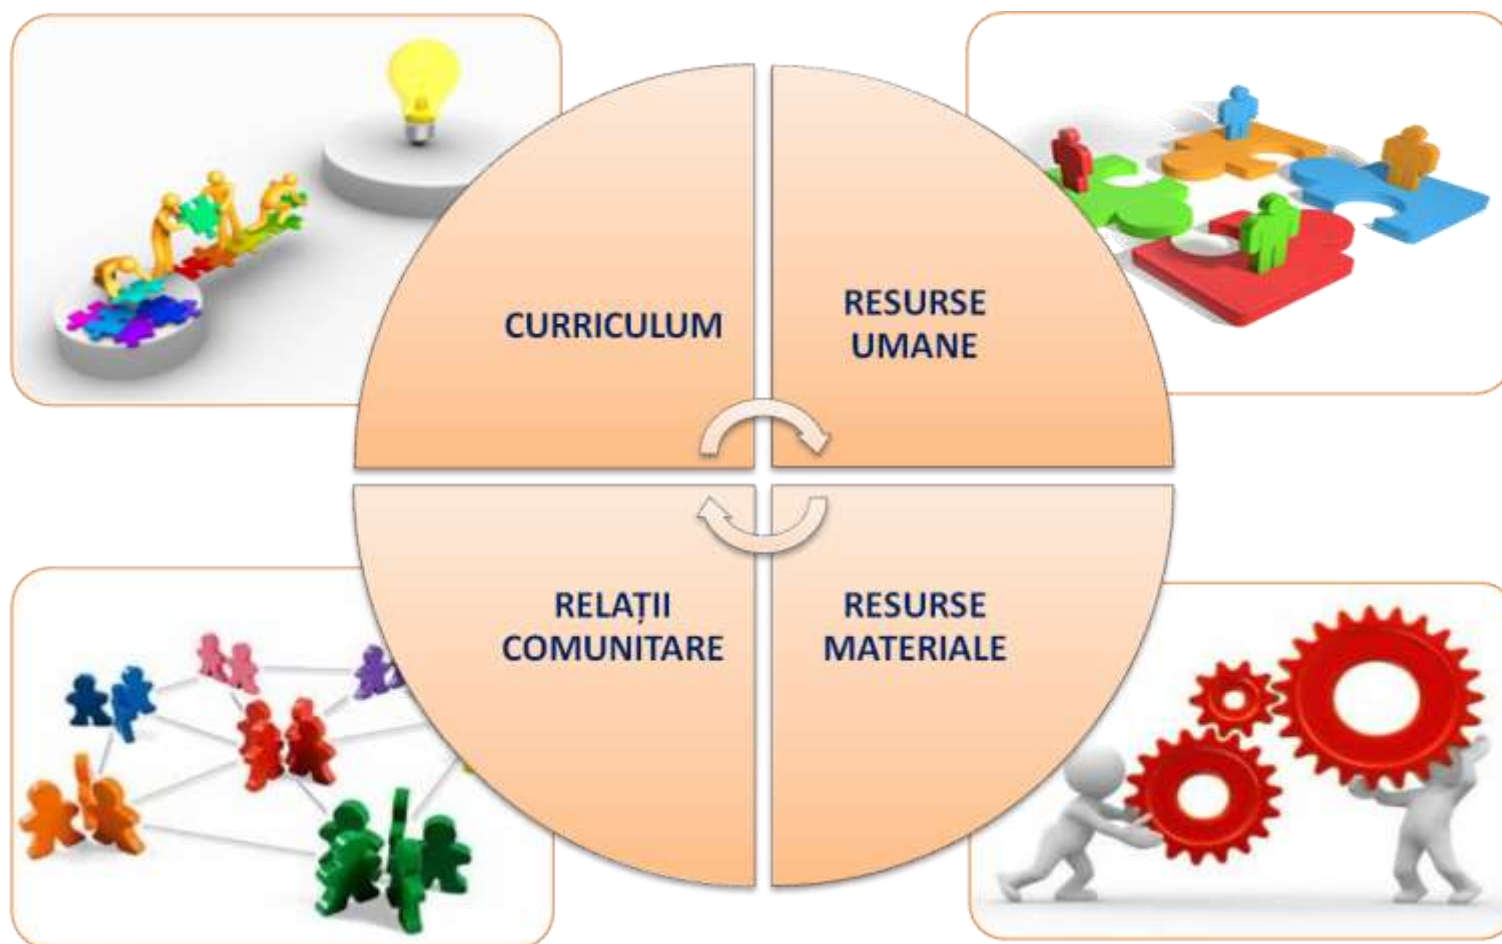 CURRICULUM
RESURSE
UMANE
RELAȚII
COMUNITARE
RESURSE
MATERIALE